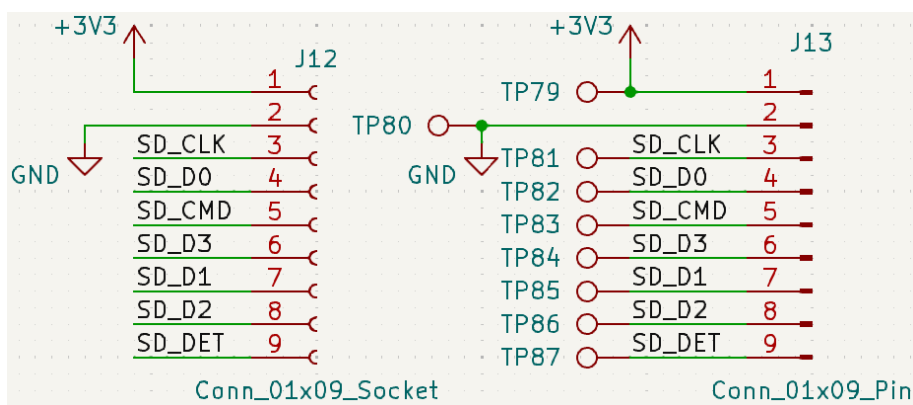 +3V3 +3V3
J12 J13
1 TP79 1
2 TP80 2
SD_CLK 3 SD_CLK 3
GND GND TP81
SD_D0 4 TP82 SD_D0 4
SD_CMD 5 TP83 SD_CMD 5
SD_D3 6 TP84 SD_D3 6
SD_D1 7 TP85 SD_D1 7
SD_D2 8 TP86 SD_D2 8
SD_DET 9 TP87 SD_DET 9
Conn_01x09_Socket Conn_01x09_Pin